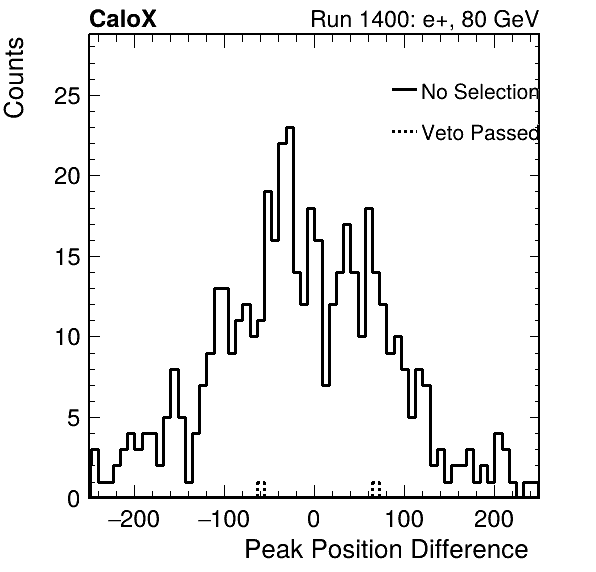 CaloX Run 1400: e+, 80 GeV
Counts
25
20
15
10
5
0
No Selection
Veto Passed
−200 −100 0 100 200
Peak Position Difference